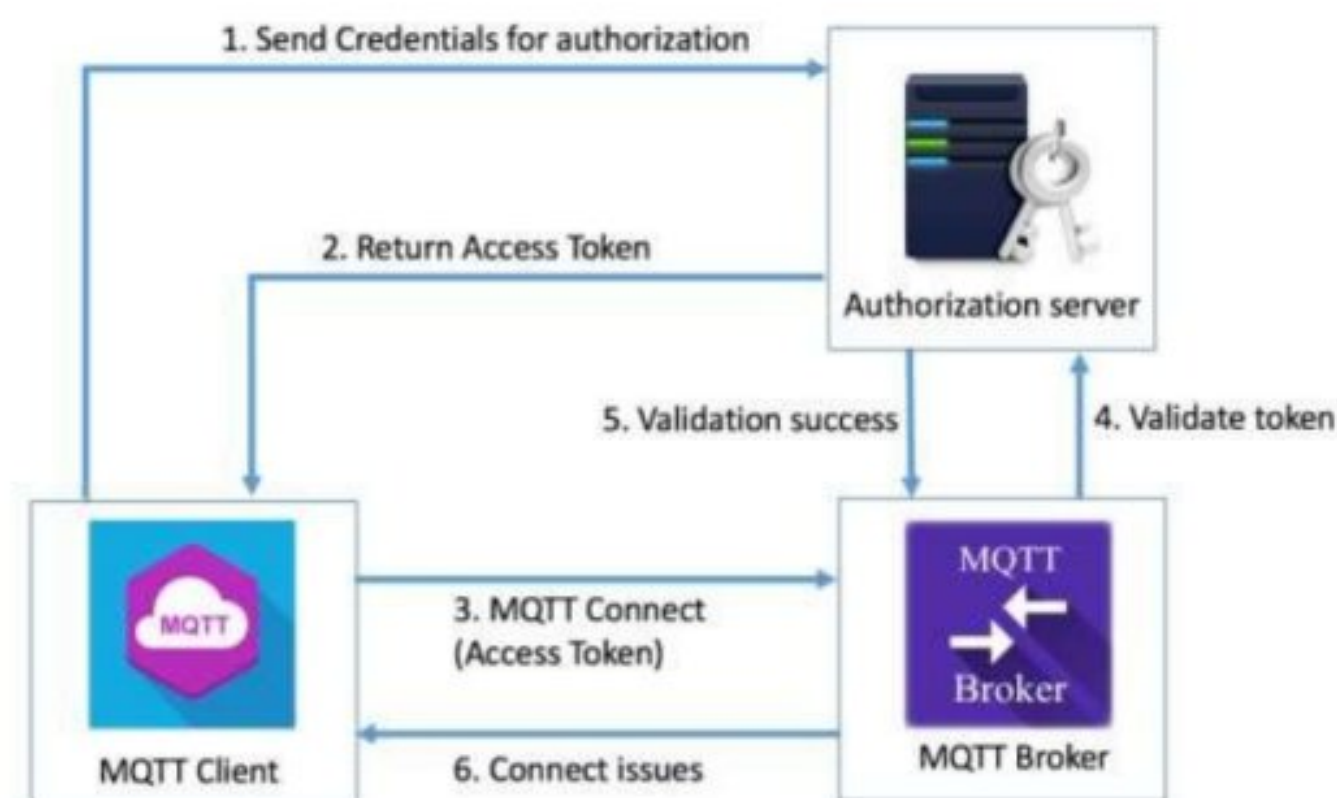 1. Send Credentials for authorization
2. Return Access Token
Authorization server
5. Validation success
4. Validate token
MQTT
3. MQTT Connect
(Access Token)
MQTT
Broker
MQTT Client
6. Connect issues
MQTT Broker